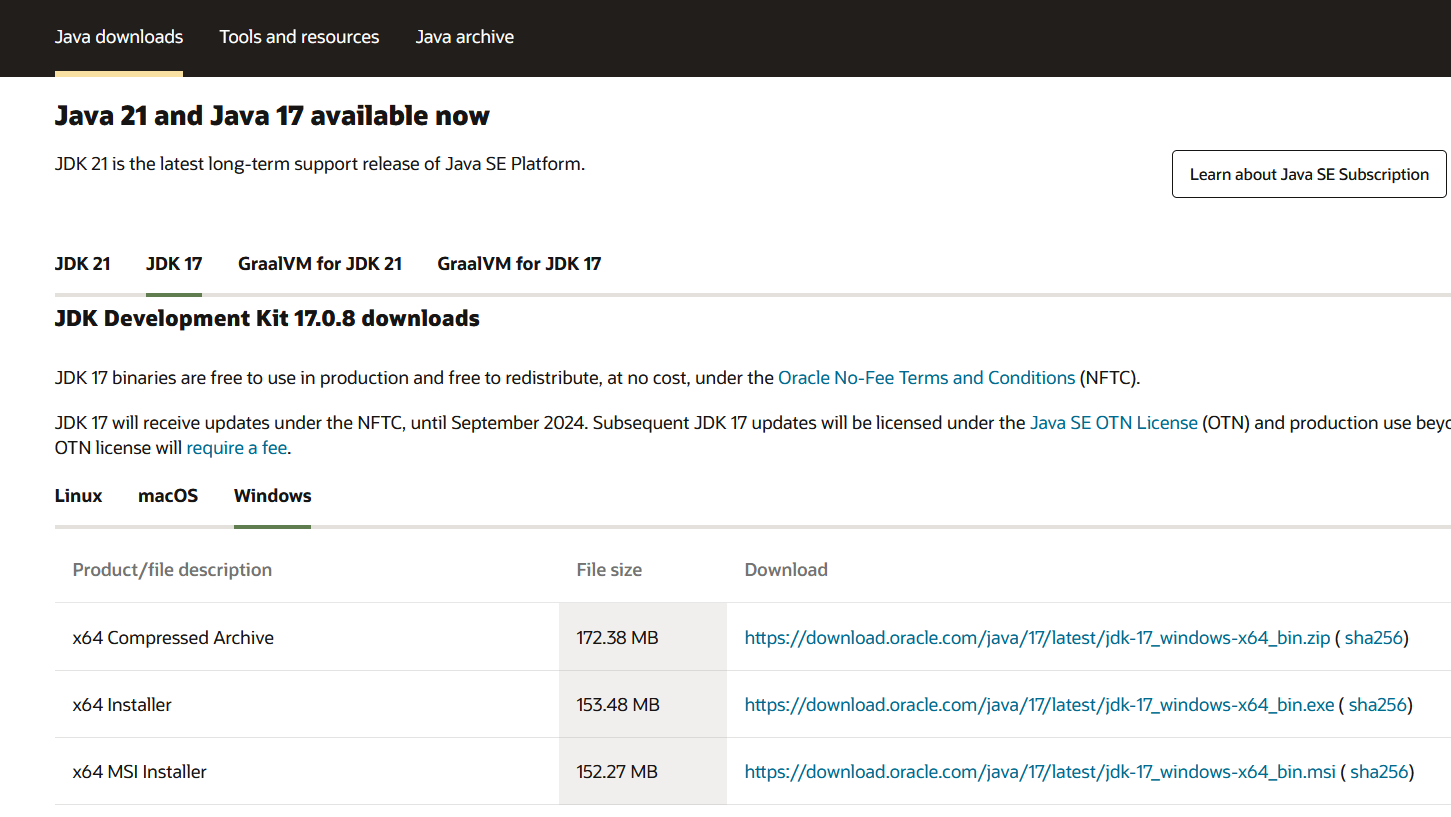 Java downloads Tools and resources Java archive
Java 21 and Java 17 available now
JDK 21 is the latest long-term support release of Java SE Platform.
Learn about Java SE Subscription
JDK 21 JDK 17 GraalVM for JDK 21 GraalVM for JDK 17
JDK Development Kit 17.0.8 downloads
JDK 17 binaries are free to use in production and free to redistribute, at no cost, under the Oracle No-Fee Terms and Conditions (NFTC).
JDK 17 will receive updates under the NFTC, until September 2024. Subsequent JDK 17 updates will be licensed under the Java SE OTN License (OTN) and production use
OTN license will require a fee.
Linux macOS Windows
Product/file description File size Download
x64 Compressed Archive 172.38 MB https://download.oracle.com/java/17/latest/jdk-17_windows-x64_bin.zip ( sha256)
x64 Installer 153.48 MB https://download.oracle.com/java/17/latest/jdk-17_windows-x64_bin.exe ( sha256)
x64 MSI Installer 152.27 MB https://download.oracle.com/java/17/latest/jdk-17_windows-x64_bin.msi ( sha256)